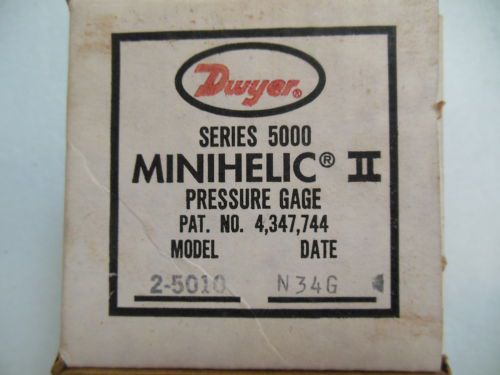 Dwyer®
SERIES 5000
MINIHELIC® II
PRESSURE GAGE
PAT. NO. 4,347,744
MODEL DATE
2-5010 N34G